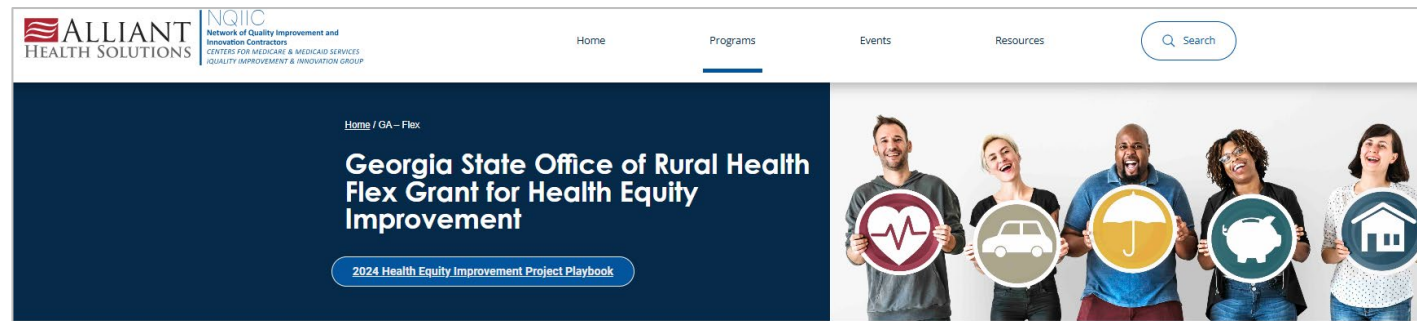 ALLIANT
HEALTH SOLUTIONS
NQIIC
Network of Quality Improvement and
Innovation Contractors
CENTERS FOR MEDICARE & MEDICAID SERVICES
iQUALITY IMPROVEMENT & INNOVATION GROUP
Home
Programs
Events
Resources
Search
Home / GA – Flex
Georgia State Office of Rural Health
Flex Grant for Health Equity
Improvement
2024 Health Equity Improvement Project Playbook